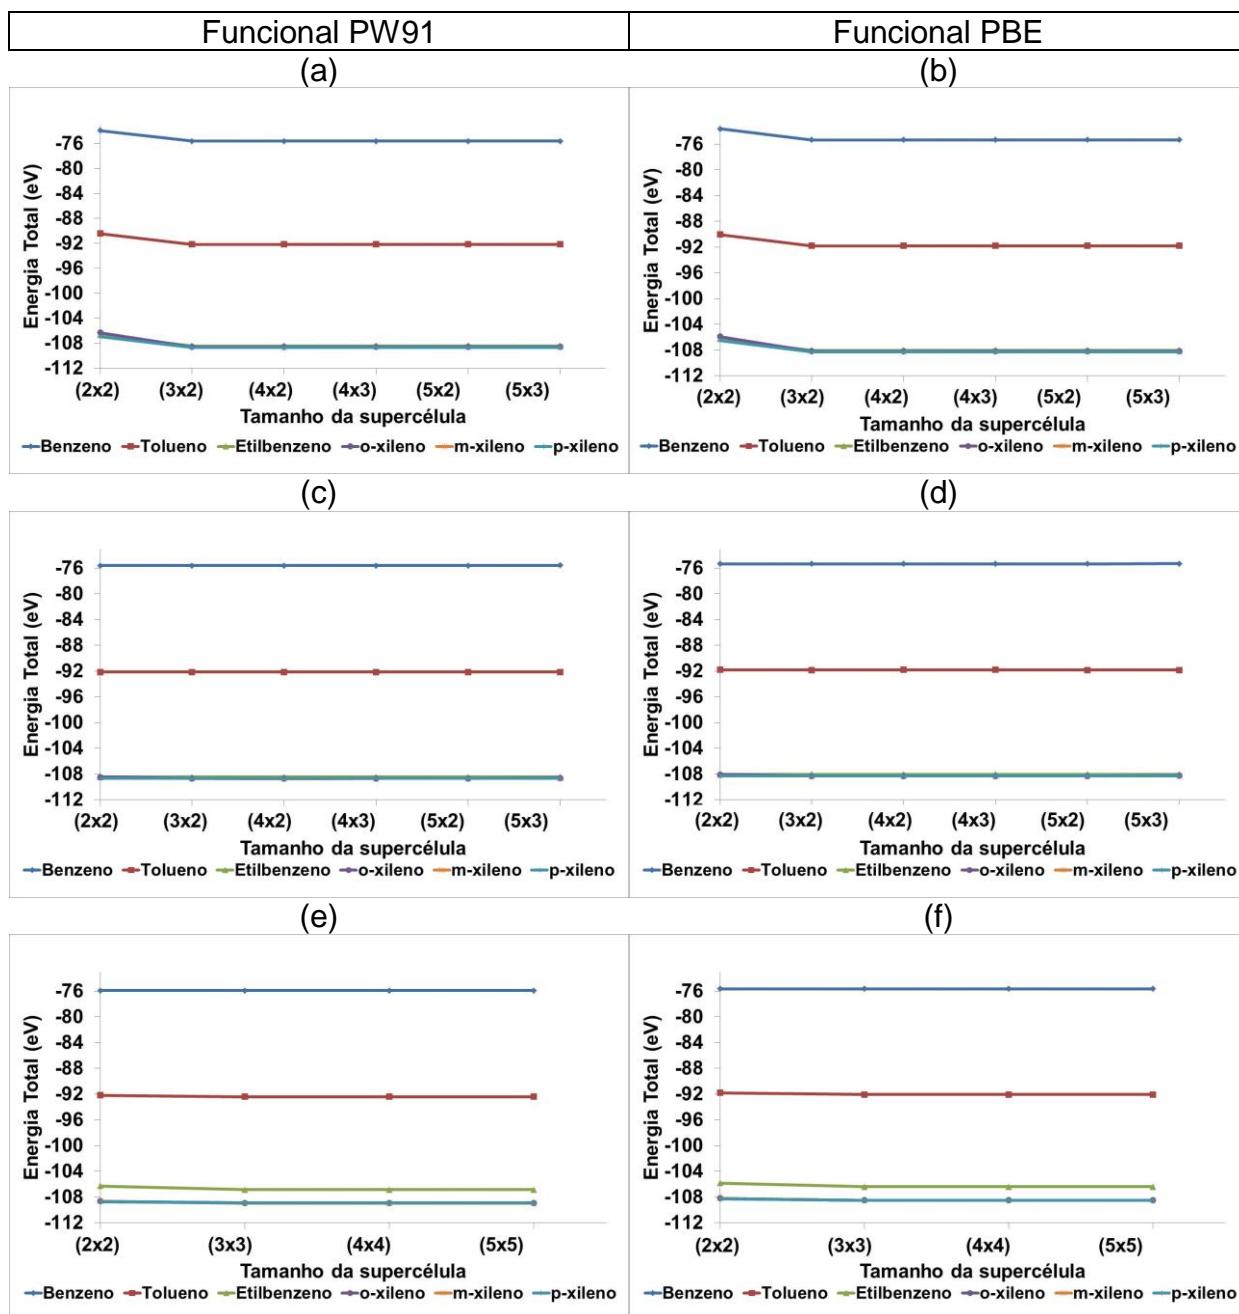 Funcional PW91 Funcional PBE
(a) (b)
Energia Total (eV)
-76
-80
-84
-88
-92
-96
-100
-104
-108
-112
(2x2) (3x2) (4x2) (4x3) (5x2) (5x3)
Tamanho da supercélula
Benzeno Tolueno Etilbenzeno o-xileno m-xileno p-xileno
Energia Total (eV)
-76
-80
-84
-88
-92
-96
-100
-104
-108
-112
(2x2) (3x2) (4x2) (4x3) (5x2) (5x3)
Tamanho da supercélula
Benzeno Tolueno Etilbenzeno o-xileno m-xileno p-xileno
(c) (d)
Energia Total (eV)
-76
-80
-84
-88
-92
-96
-100
-104
-108
-112
(2x2) (3x2) (4x2) (4x3) (5x2) (5x3)
Tamanho da supercélula
Benzeno Tolueno Etilbenzeno o-xileno m-xileno p-xileno
Energia Total (eV)
-76
-80
-84
-88
-92
-96
-100
-104
-108
-112
(2x2) (3x2) (4x2) (4x3) (5x2) (5x3)
Tamanho da supercélula
Benzeno Tolueno Etilbenzeno o-xileno m-xileno p-xileno
(e) (f)
Energia Total (eV)
-76
-80
-84
-88
-92
-96
-100
-104
-108
-112
(2x2) (3x3) (4x4) (5x5)
Tamanho da supercélula
Benzeno Tolueno Etilbenzeno o-xileno m-xileno p-xileno
Energia Total (eV)
-76
-80
-84
-88
-92
-96
-100
-104
-108
-112
(2x2) (3x3) (4x4) (5x5)
Tamanho da supercélula
Benzeno Tolueno Etilbenzeno o-xileno m-xileno p-xileno